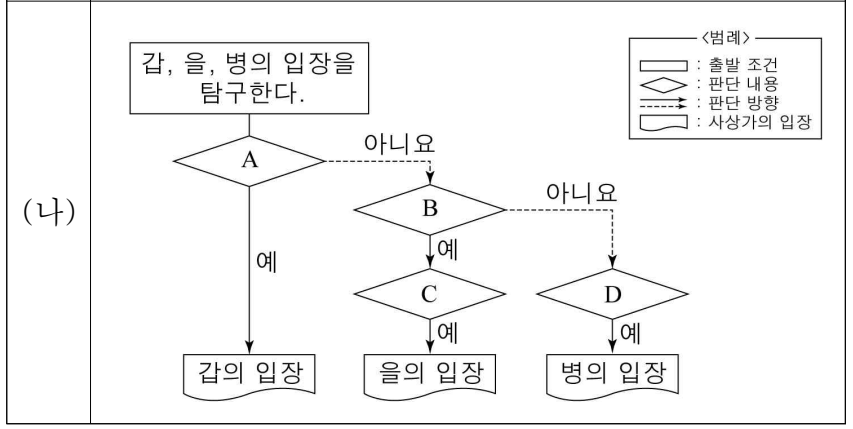 (나)
갑, 을, 병의 입장을
탐구한다.
〈범례〉
: 출발 조건
: 판단 내용
: 판단 방향
: 사상가의 입장
A
아니요
B
아니요
예
예
C
D
예
예
갑의 입장
을의 입장
병의 입장